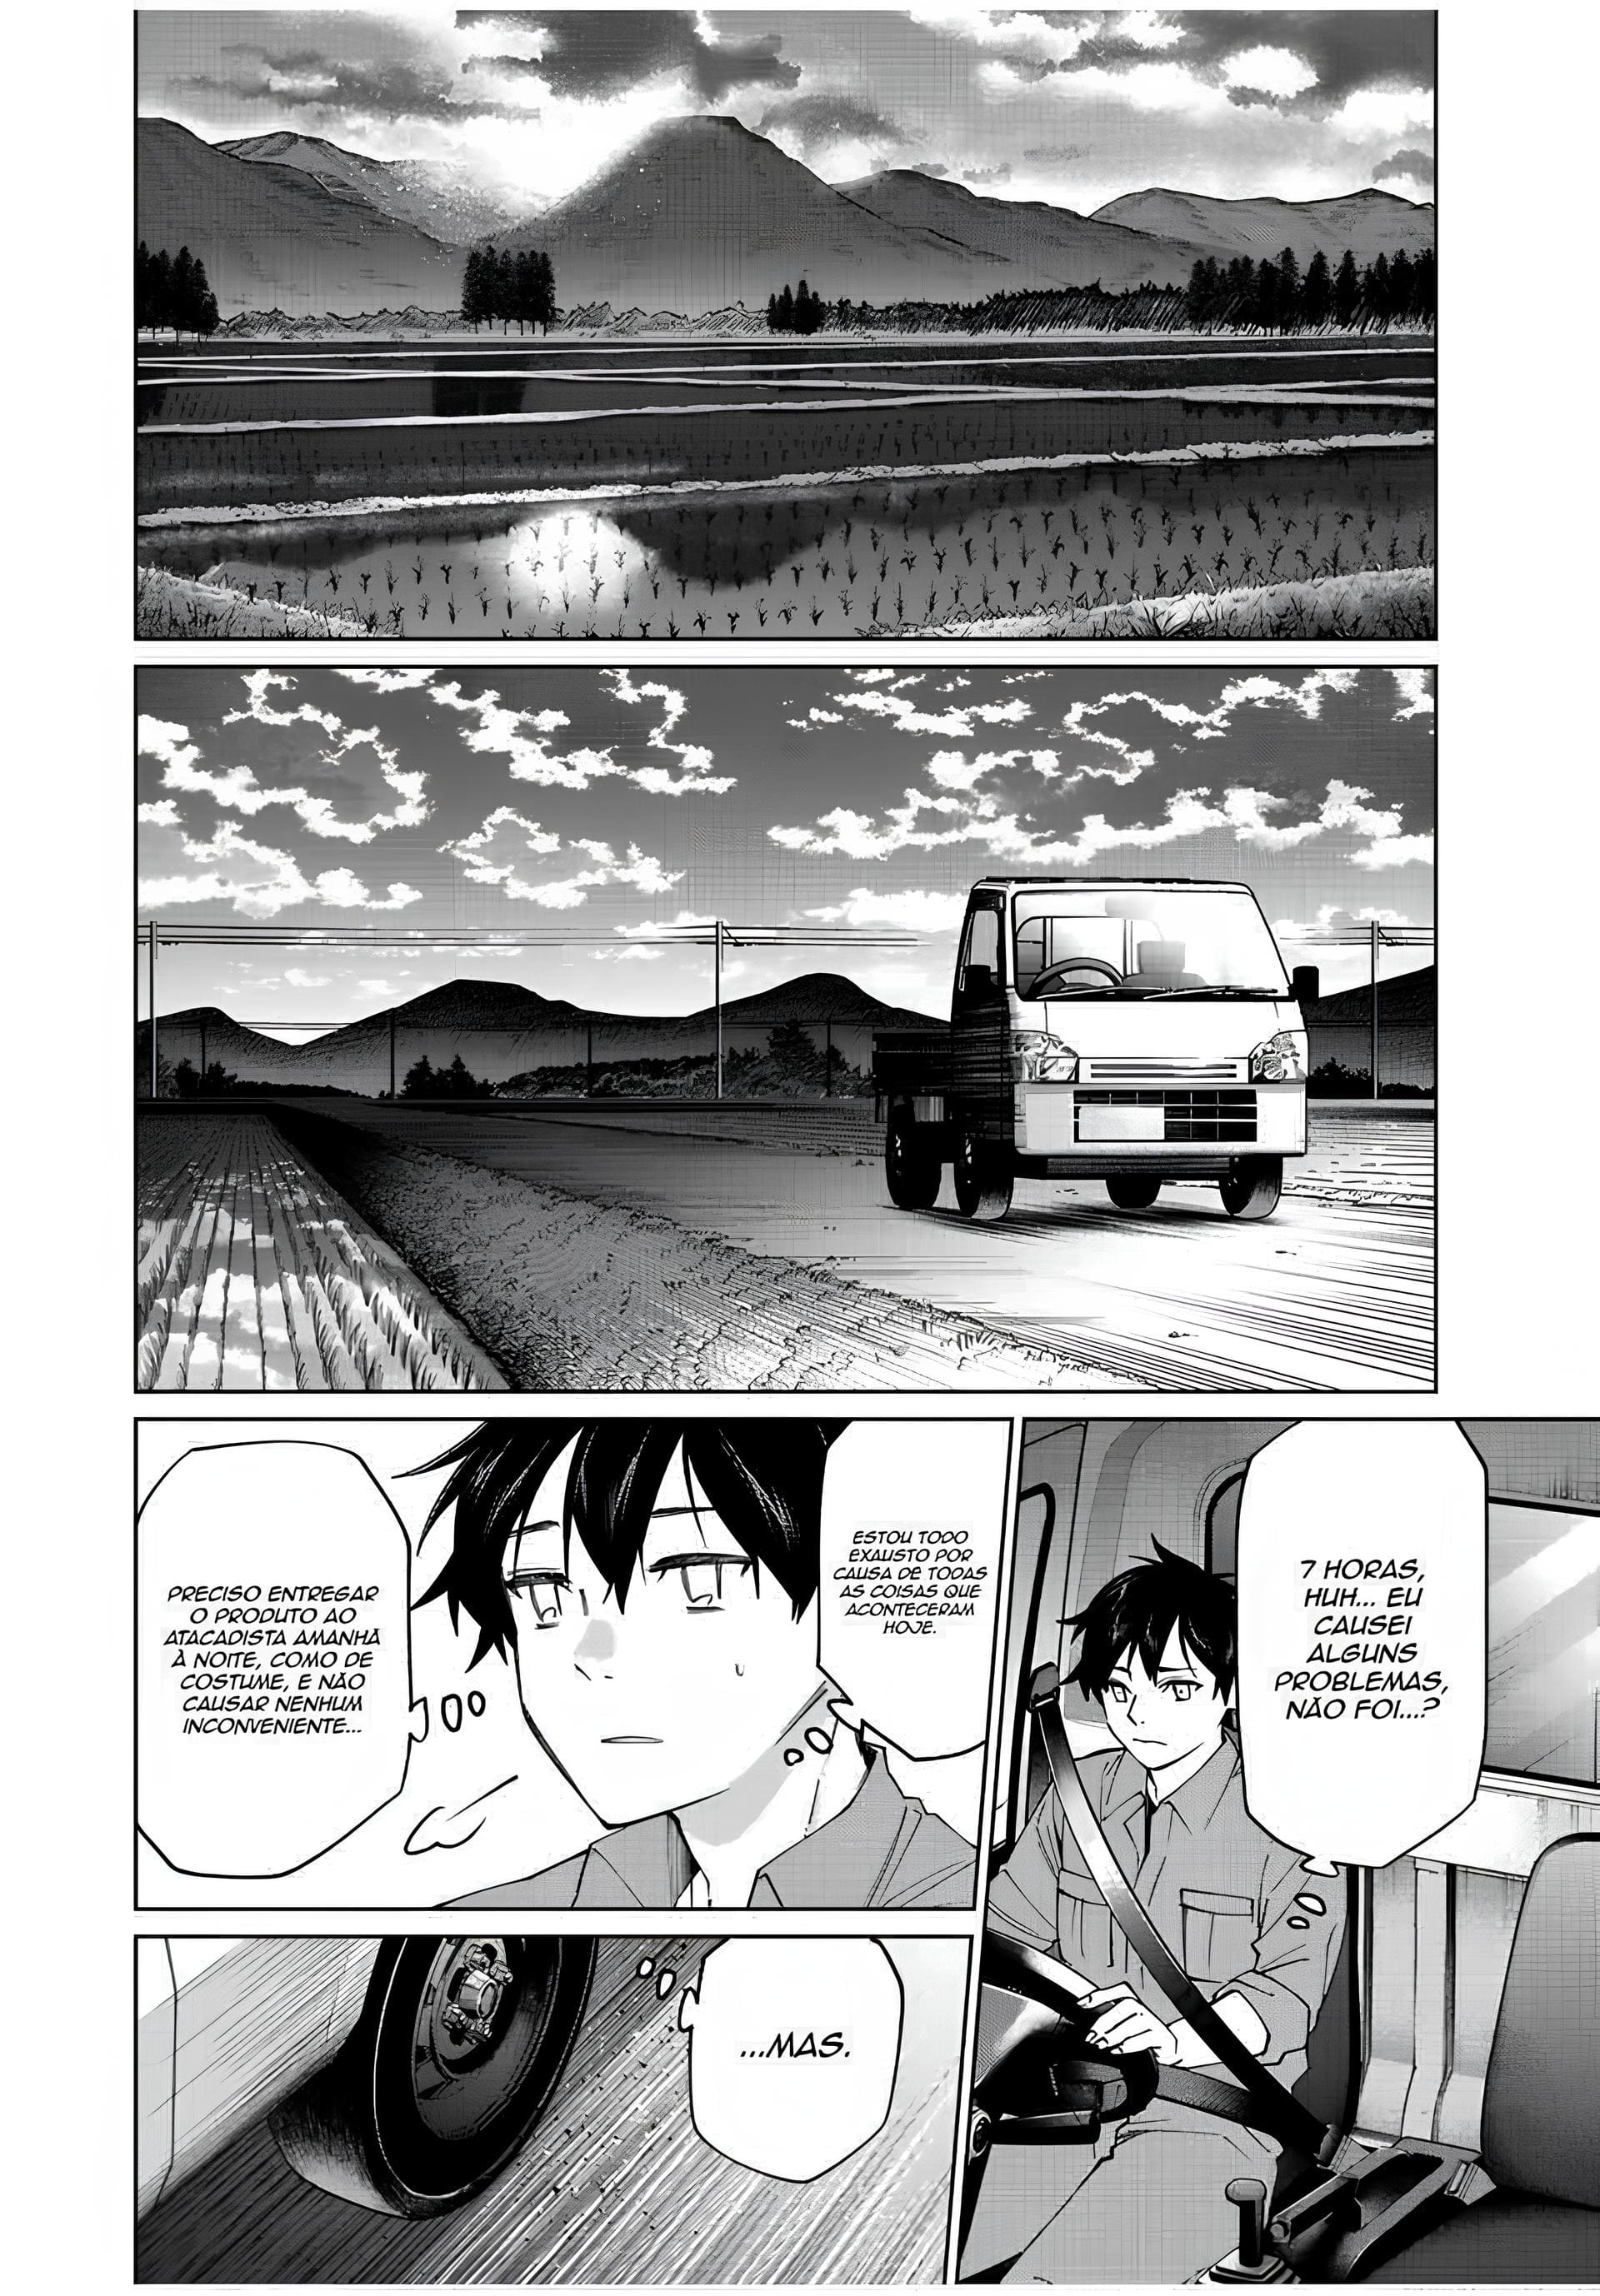 7 HORAS,
HUH... EU
CAUSEI
ALGUNS
PROBLEMAS,
NÃO FOI...?
ESTOU TODO
EXAUSTO POR
CAUSA DE TODAS
AS COISAS QUE
ACONTECERAM
HOJE.
PRECISO ENTREGAR
O PRODUTO AO
ATACADISTA AMANHÃ
À NOITE, COMO DE
COSTUME, E NÃO
CAUSAR NENHUM
INCONVENIENTE...
...MAS.